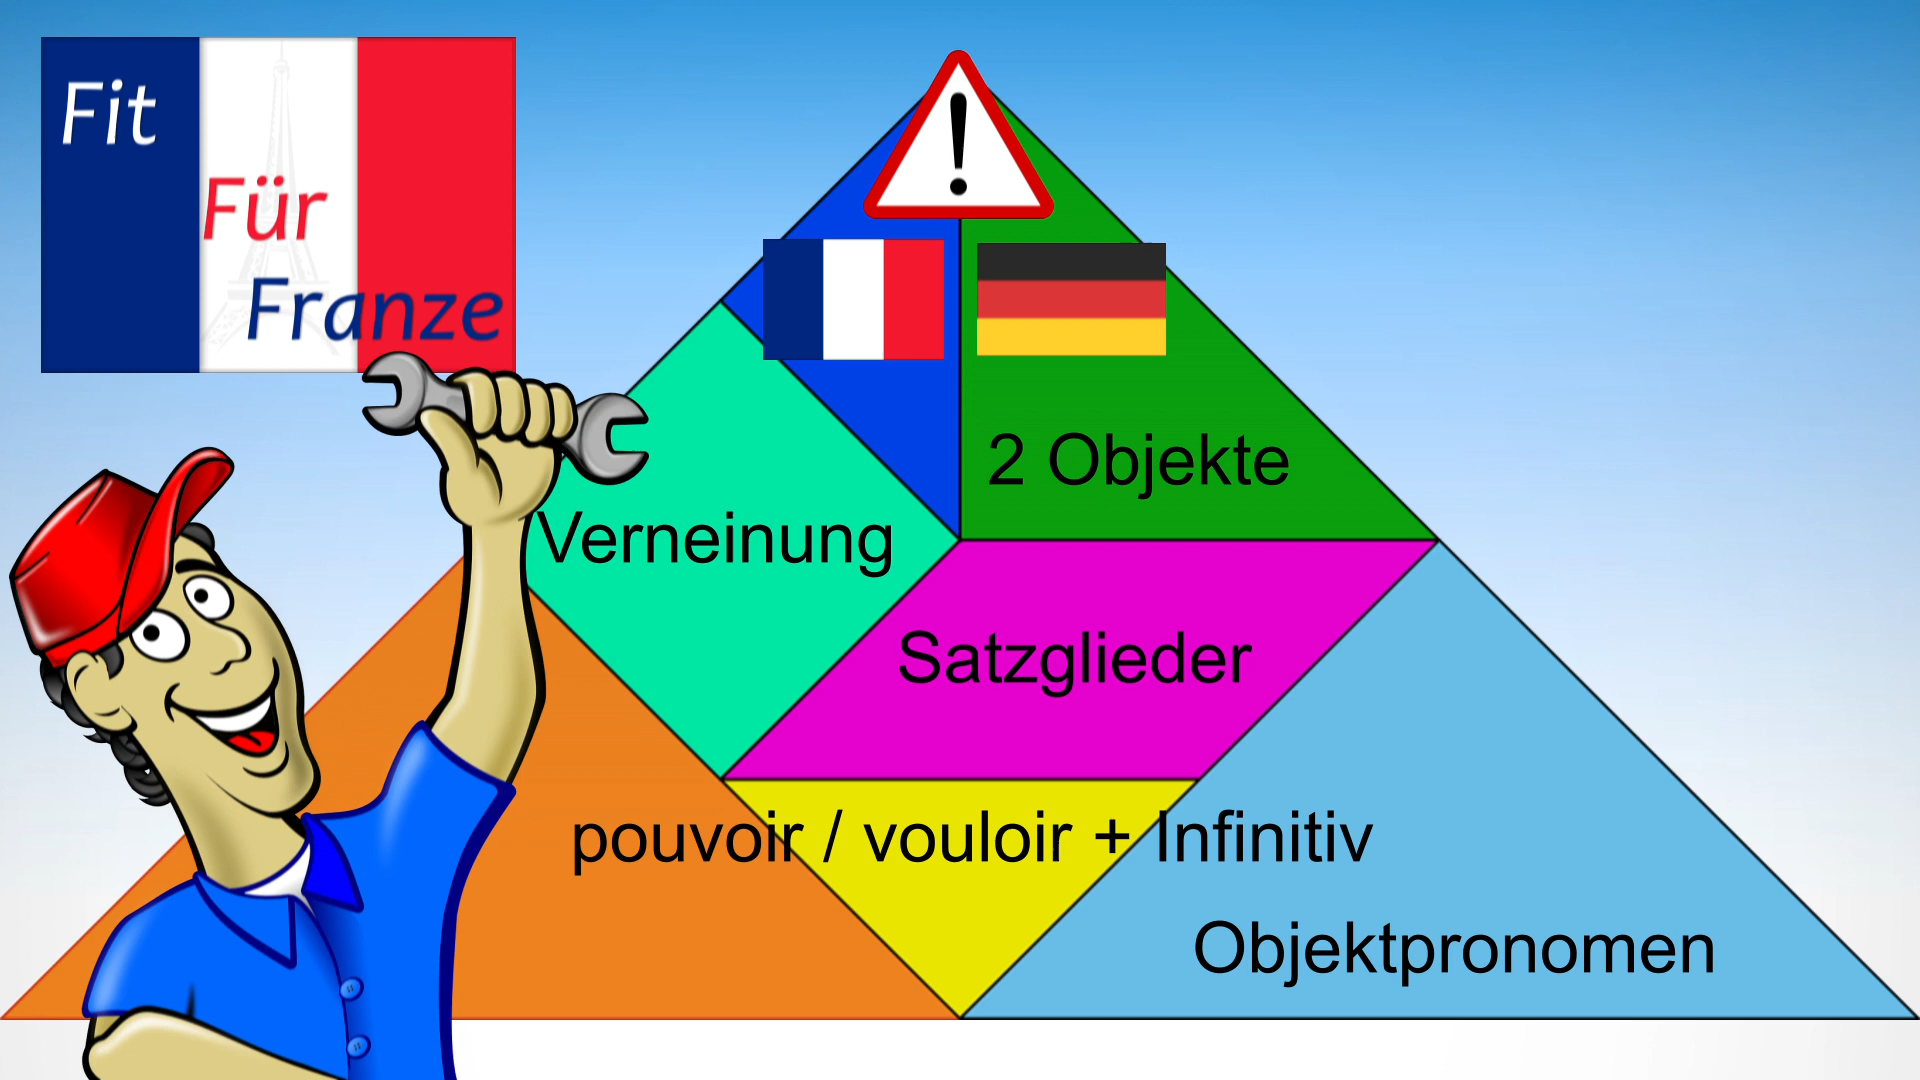 Fit
Für
Franze
!
2 Objekte
Verneinung
Satzglieder
pouvoir / vouloir + Infinitiv
Objektpronomen